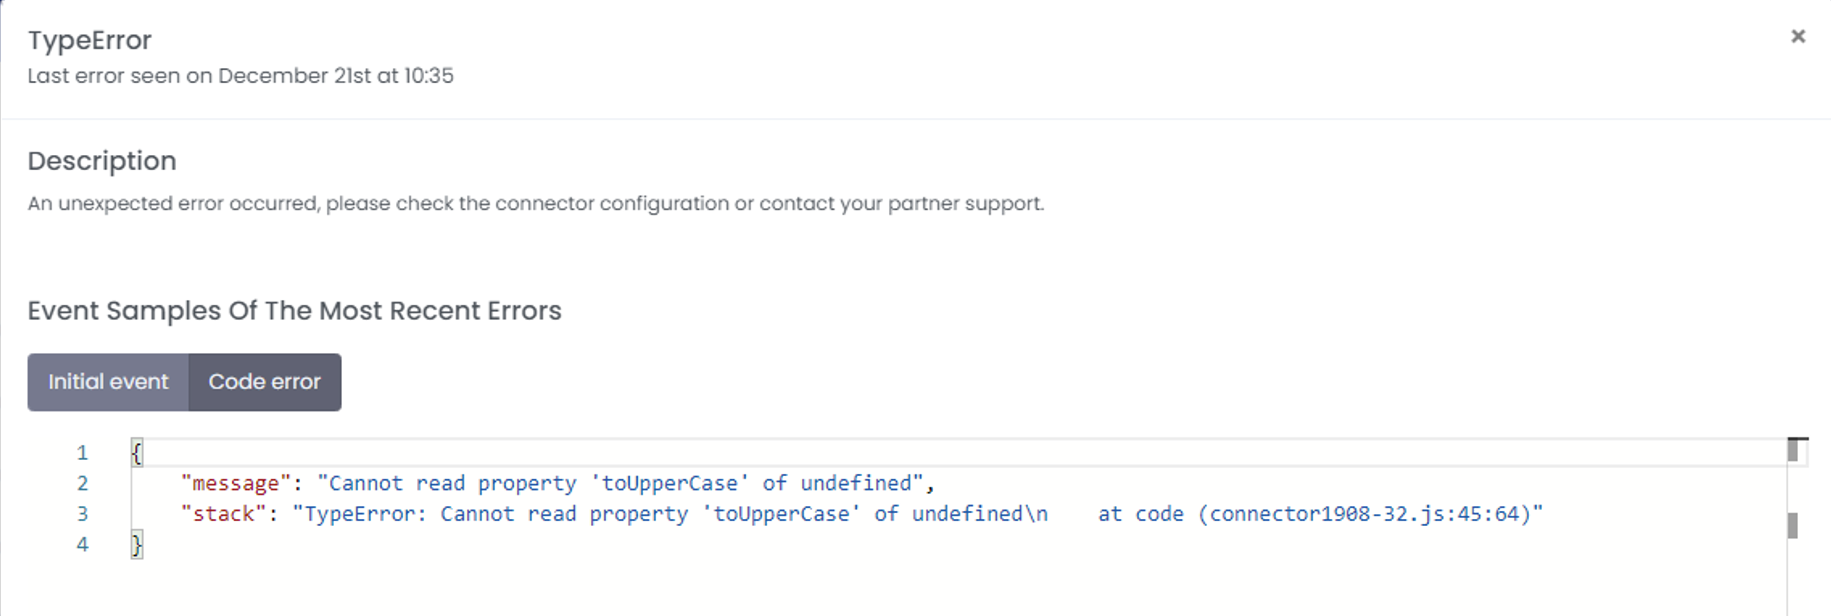 TypeError
×
Last error seen on December 21st at 10:35
Description
An unexpected error occurred, please check the connector configuration or contact your partner support.
Event Samples Of The Most Recent Errors
Initial event Code error
1 {
2 "message": "Cannot read property 'toUpperCase' of undefined",
3 "stack": "TypeError: Cannot read property 'toUpperCase' of undefined\n    at code (connector1908-32.js:45:64)"
4 }